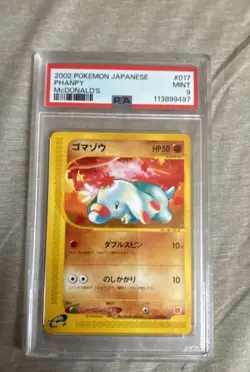 2002 POKEMON JAPANESE #017
PHANPY MINT
McDONALD'S 9
PSA 113899497
ゴマゾウ HP50
ダブルスピン 10
のしかかり 10
e